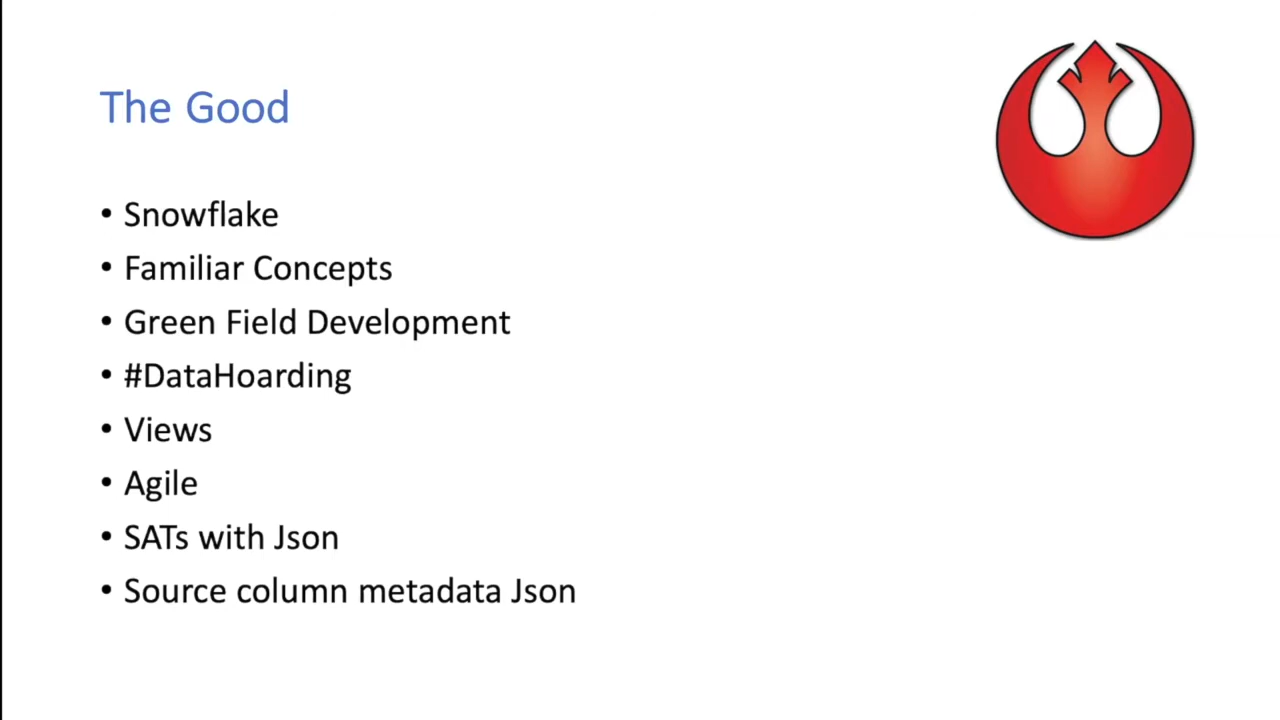 The Good
• Snowflake
• Familiar Concepts
• Green Field Development
• #DataHoarding
• Views
• Agile
• SATs with Json
• Source column metadata Json